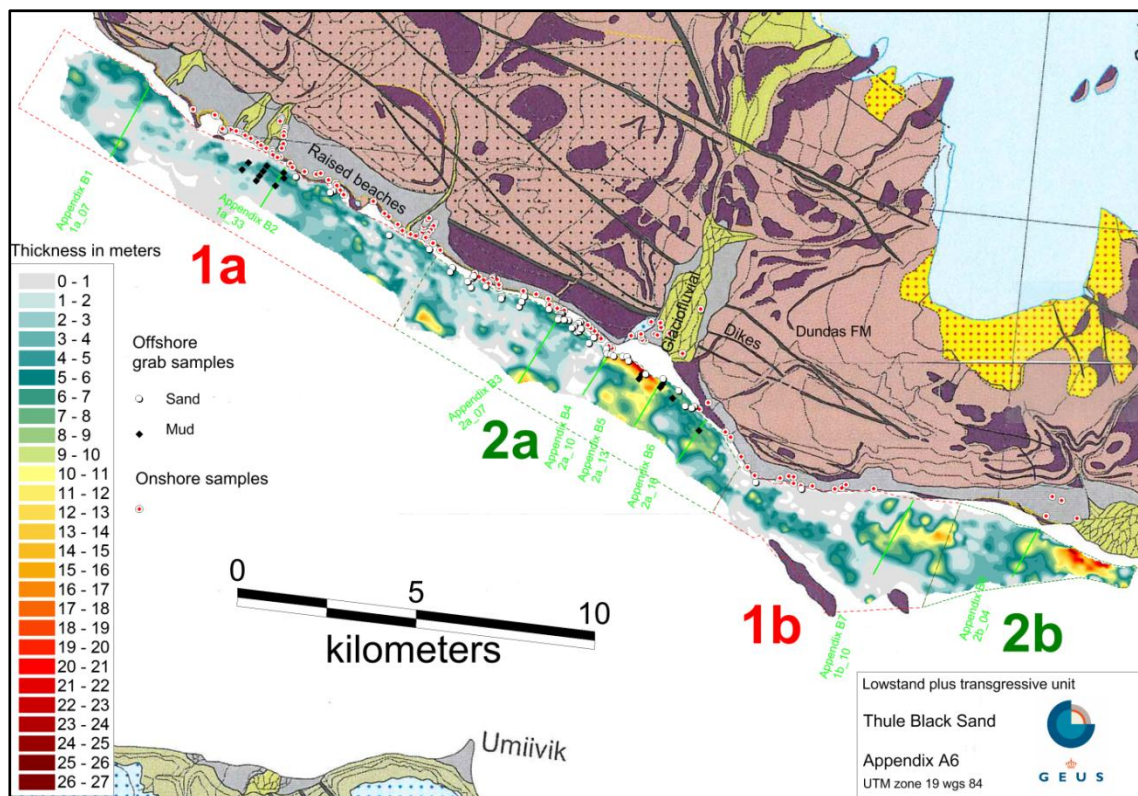 Appendix B1
1a_07
Appendix B2
1a_33
Raised beaches
1a
Thickness in meters
0 - 1
1 - 2
2 - 3
3 - 4
4 - 5
5 - 6
6 - 7
7 - 8
8 - 9
9 - 10
10 - 11
11 - 12
12 - 13
13 - 14
14 - 15
15 - 16
16 - 17
17 - 18
18 - 19
19 - 20
20 - 21
21 - 22
22 - 23
23 - 24
24 - 25
25 - 26
26 - 27
Offshore
grab samples
Sand
Mud
Onshore samples
Glaciofluvial
Dikes
Dundas FM
Appendix B3
2a_07
2a
Appendix B4
2a_10
Appendix B5
2a_13
Appendix B6
2a_18
0
5
10
kilometers
1b
Appendix B7
1b_10
2b_04
2b
Umiivik
Lowstand plus transgressive unit
Thule Black Sand
Appendix A6
UTM zone 19 wgs 84
GEUS